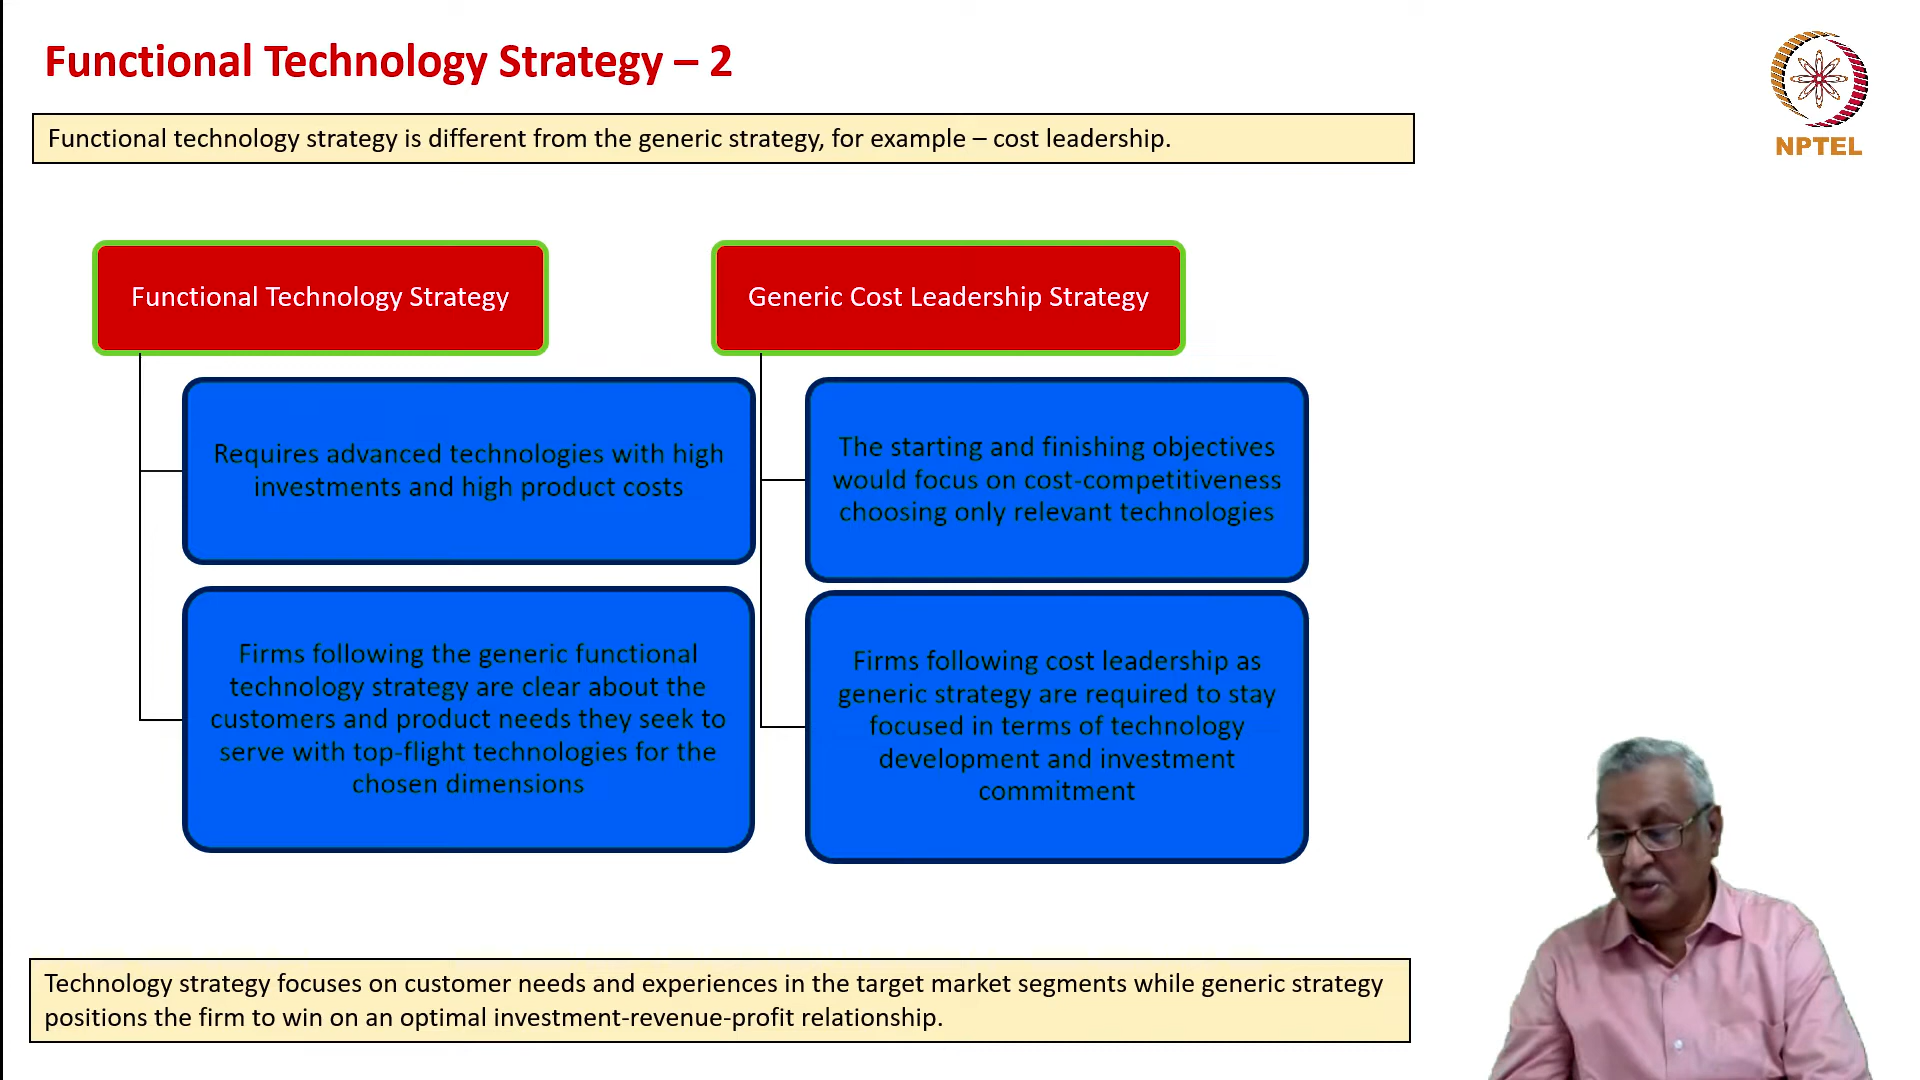 Functional Technology Strategy – 2
NPTEL
Functional technology strategy is different from the generic strategy, for example – cost leadership.
Functional Technology Strategy
Requires advanced technologies with high
investments and high product costs
Firms following the generic functional
technology strategy are clear about the
customers and product needs they seek to
serve with top-flight technologies for the
chosen dimensions
Generic Cost Leadership Strategy
The starting and finishing objectives
would focus on cost-competitiveness
choosing only relevant technologies
Firms following cost leadership as
generic strategy are required to stay
focused in terms of technology
development and investment
commitment
Technology strategy focuses on customer needs and experiences in the target market segments while generic strategy
positions the firm to win on an optimal investment-revenue-profit relationship.